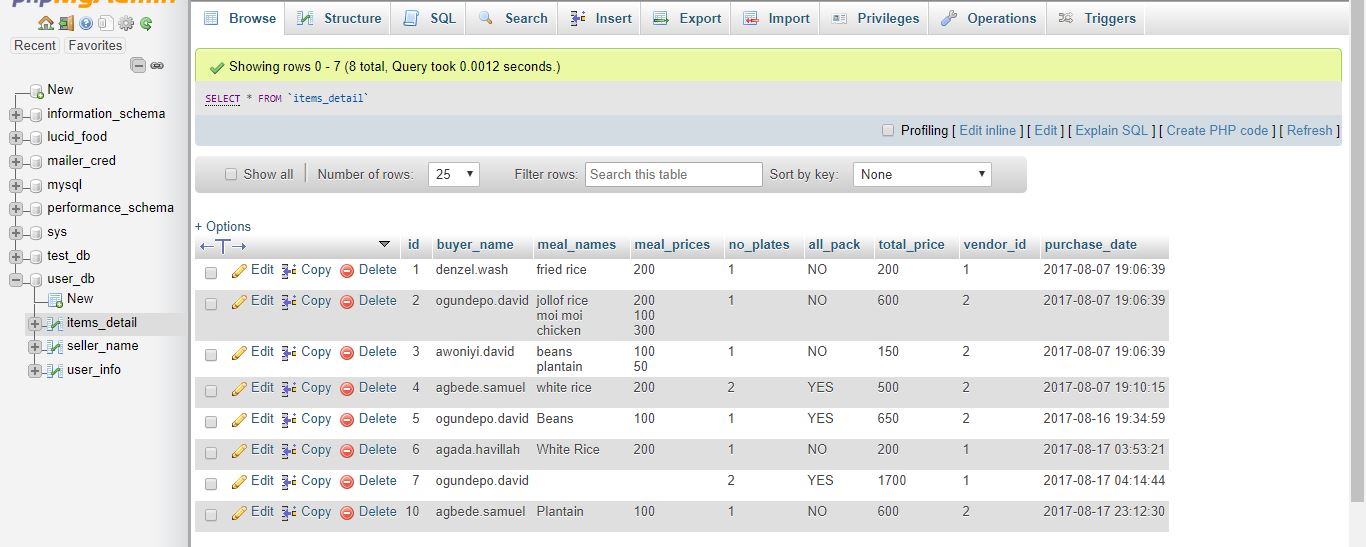 phpMyAdmin
Browse Structure SQL Search Insert Export Import Privileges Operations Triggers
Recent Favorites
New
information_schema
lucid_food
mailer_cred
mysql
performance_schema
sys
test_db
user_db
New
items_detail
seller_name
user_info
Showing rows 0 - 7 (8 total, Query took 0.0012 seconds.)
SELECT * FROM `items_detail`
Profiling [ Edit inline ] [ Edit ] [ Explain SQL ] [ Create PHP code ] [ Refresh ]
Show all Number of rows: 25 Filter rows: Search this table Sort by key: None
+ Options
←T→ id buyer_name meal_names meal_prices no_plates all_pack total_price vendor_id purchase_date
Edit Copy Delete 1 denzel.wash fried rice 200 1 NO 200 1 2017-08-07 19:06:39
Edit Copy Delete 2 ogundepo.david jollof rice 200 1 NO 600 2 2017-08-07 19:06:39
moi moi 100
chicken 300
Edit Copy Delete 3 awoniyi.david beans 100 1 NO 150 2 2017-08-07 19:06:39
plantain 50
Edit Copy Delete 4 agbede.samuel white rice 200 2 YES 500 2 2017-08-07 19:10:15
Edit Copy Delete 5 ogundepo.david Beans 100 1 YES 650 2 2017-08-16 19:34:59
Edit Copy Delete 6 agada.havillah White Rice 200 1 NO 200 1 2017-08-17 03:53:21
Edit Copy Delete 7 ogundepo.david 2 YES 1700 1 2017-08-17 04:14:44
Edit Copy Delete 10 agbede.samuel Plantain 100 1 NO 600 2 2017-08-17 23:12:30